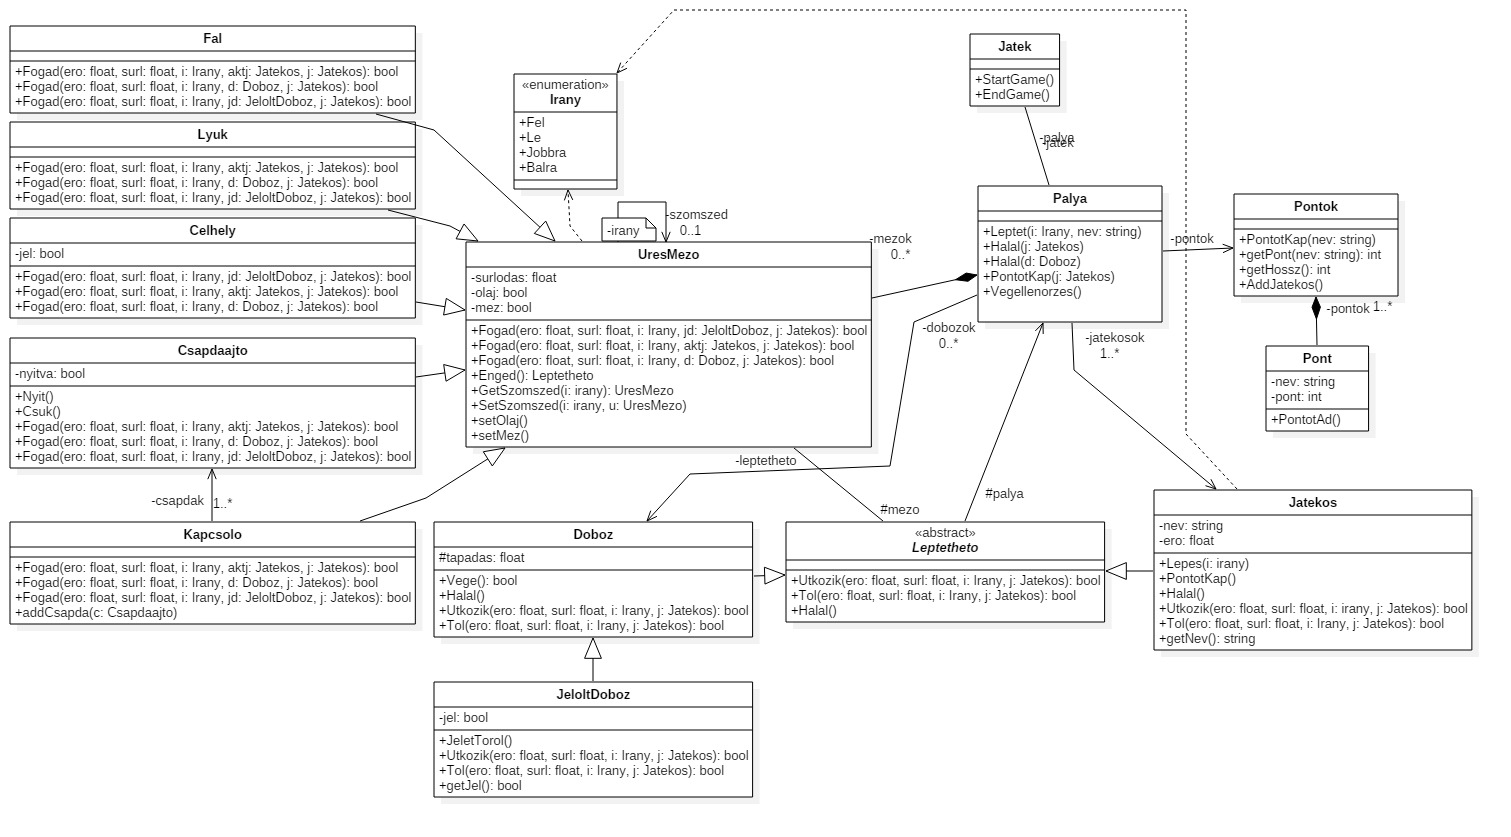 Fal
+Fogad(ero: float, surl: float, i: Irany, aktj: Jatekos, j: Jatekos): bool
+Fogad(ero: float, surl: float, i: Irany, d: Doboz, j: Jatekos): bool
+Fogad(ero: float, surl: float, i: Irany, jd: JeloltDoboz, j: Jatekos): bool
Lyuk
+Fogad(ero: float, surl: float, i: Irany, aktj: Jatekos, j: Jatekos): bool
+Fogad(ero: float, surl: float, i: Irany, d: Doboz, j: Jatekos): bool
+Fogad(ero: float, surl: float, i: Irany, jd: JeloltDoboz, j: Jatekos): bool
Celhely
-jel: bool
+Fogad(ero: float, surl: float, i: Irany, jd: JeloltDoboz, j: Jatekos): bool
+Fogad(ero: float, surl: float, i: Irany, aktj: Jatekos, j: Jatekos): bool
+Fogad(ero: float, surl: float, i: Irany, d: Doboz, j: Jatekos): bool
Csapdaajto
-nyitva: bool
+Nyit()
+Csuk()
+Fogad(ero: float, surl: float, i: Irany, aktj: Jatekos, j: Jatekos): bool
+Fogad(ero: float, surl: float, i: Irany, d: Doboz, j: Jatekos): bool
+Fogad(ero: float, surl: float, i: Irany, jd: JeloltDoboz, j: Jatekos): bool
-csapdak
1..*
Kapcsolo
+Fogad(ero: float, surl: float, i: Irany, aktj: Jatekos, j: Jatekos): bool
+Fogad(ero: float, surl: float, i: Irany, d: Doboz, j: Jatekos): bool
+Fogad(ero: float, surl: float, i: Irany, jd: JeloltDoboz, j: Jatekos): bool
+addCsapda(c: Csapdaajto)
«enumeration»
Irany
+Fel
+Le
+Jobbra
+Balra
-irany
-szomszed
0..1
UresMezo
-surlodas: float
-olaj: bool
-mez: bool
+Fogad(ero: float, surl: float, i: Irany, jd: JeloltDoboz, j: Jatekos): bool
+Fogad(ero: float, surl: float, i: Irany, aktj: Jatekos, j: Jatekos): bool
+Fogad(ero: float, surl: float, i: Irany, d: Doboz, j: Jatekos): bool
+Enged(): Leptetheto
+GetSzomszed(i: irany): UresMezo
+SetSzomszed(i: irany, u: UresMezo)
+setOlaj()
+setMez()
-leptetheto
#mezo
Doboz
#tapadas: float
+Vege(): bool
+Halal()
+Utkozik(ero: float, surl: float, i: Irany, j: Jatekos): bool
+Tol(ero: float, surl: float, i: Irany, j: Jatekos): bool
JeloltDoboz
-jel: bool
+JeletTorol()
+Utkozik(ero: float, surl: float, i: Irany, j: Jatekos): bool
+Tol(ero: float, surl: float, i: Irany, j: Jatekos): bool
+getJel(): bool
«abstract»
Leptetheto
+Utkozik(ero: float, surl: float, i: Irany, j: Jatekos): bool
+Tol(ero: float, surl: float, i: Irany, j: Jatekos): bool
+Halal()
Jatek
+StartGame()
+EndGame()
-palya
-jatek
Palya
+Leptet(i: Irany, nev: string)
+Halal(j: Jatekos)
+Halal(d: Doboz)
+PontotKap(j: Jatekos)
+Vegellenorzes()
-mezok
0..*
-dobozok
0..*
-jatekosok
1..*
#palya
-pontok
Pontok
+PontotKap(nev: string)
+getPont(nev: string): int
+getHossz(): int
+AddJatekos()
-pontok
1..*
Pont
-nev: string
-pont: int
+PontotAd()
Jatekos
-nev: string
-ero: float
+Lepes(i: irany)
+PontotKap()
+Halal()
+Utkozik(ero: float, surl: float, i: irany, j: Jatekos): bool
+Tol(ero: float, surl: float, i: Irany, j: Jatekos): bool
+getNev(): string